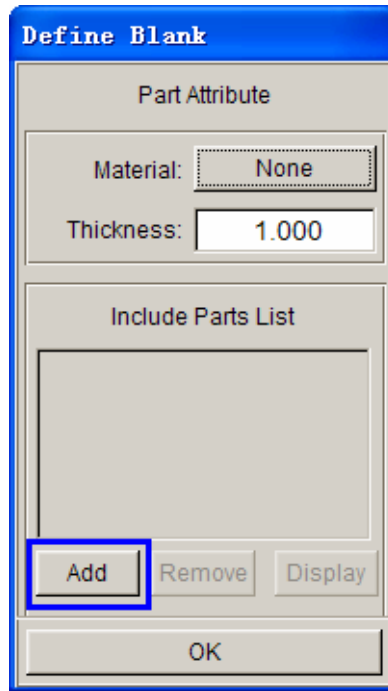 Define Blank
Part Attribute
Material: None
Thickness: 1.000
Include Parts List
Add Remove Display
OK